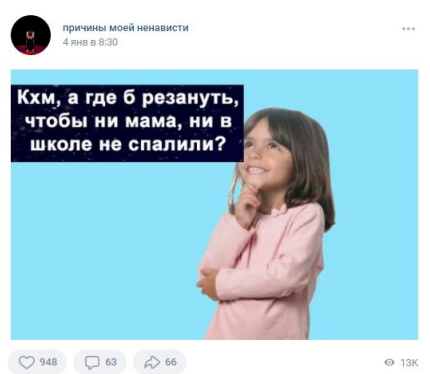 причины моей ненависти
4 янв в 8:30
Кхм, а где б резануть,
чтобы ни мама, ни в
школе не спалили?
948 63 66 13K